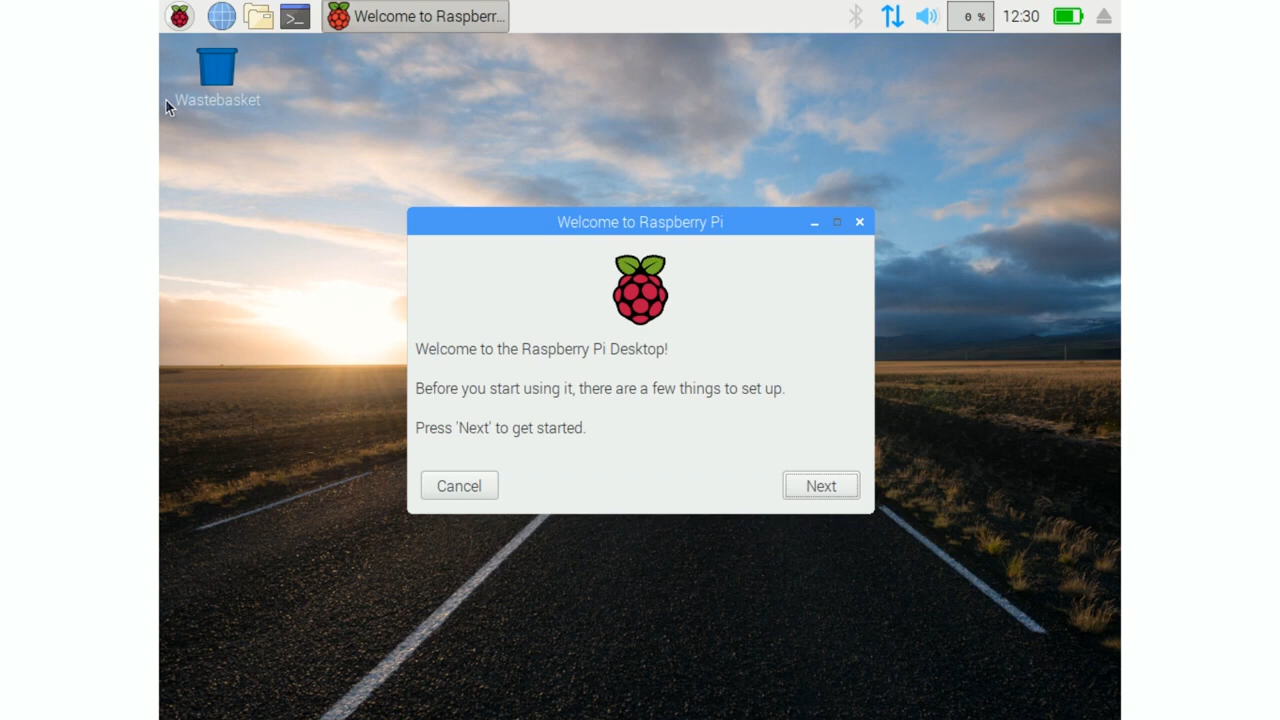 Welcome to Raspberr...
0 %
12:30
Wastebasket
Welcome to Raspberry Pi
Welcome to the Raspberry Pi Desktop!
Before you start using it, there are a few things to set up.
Press 'Next' to get started.
Cancel
Next